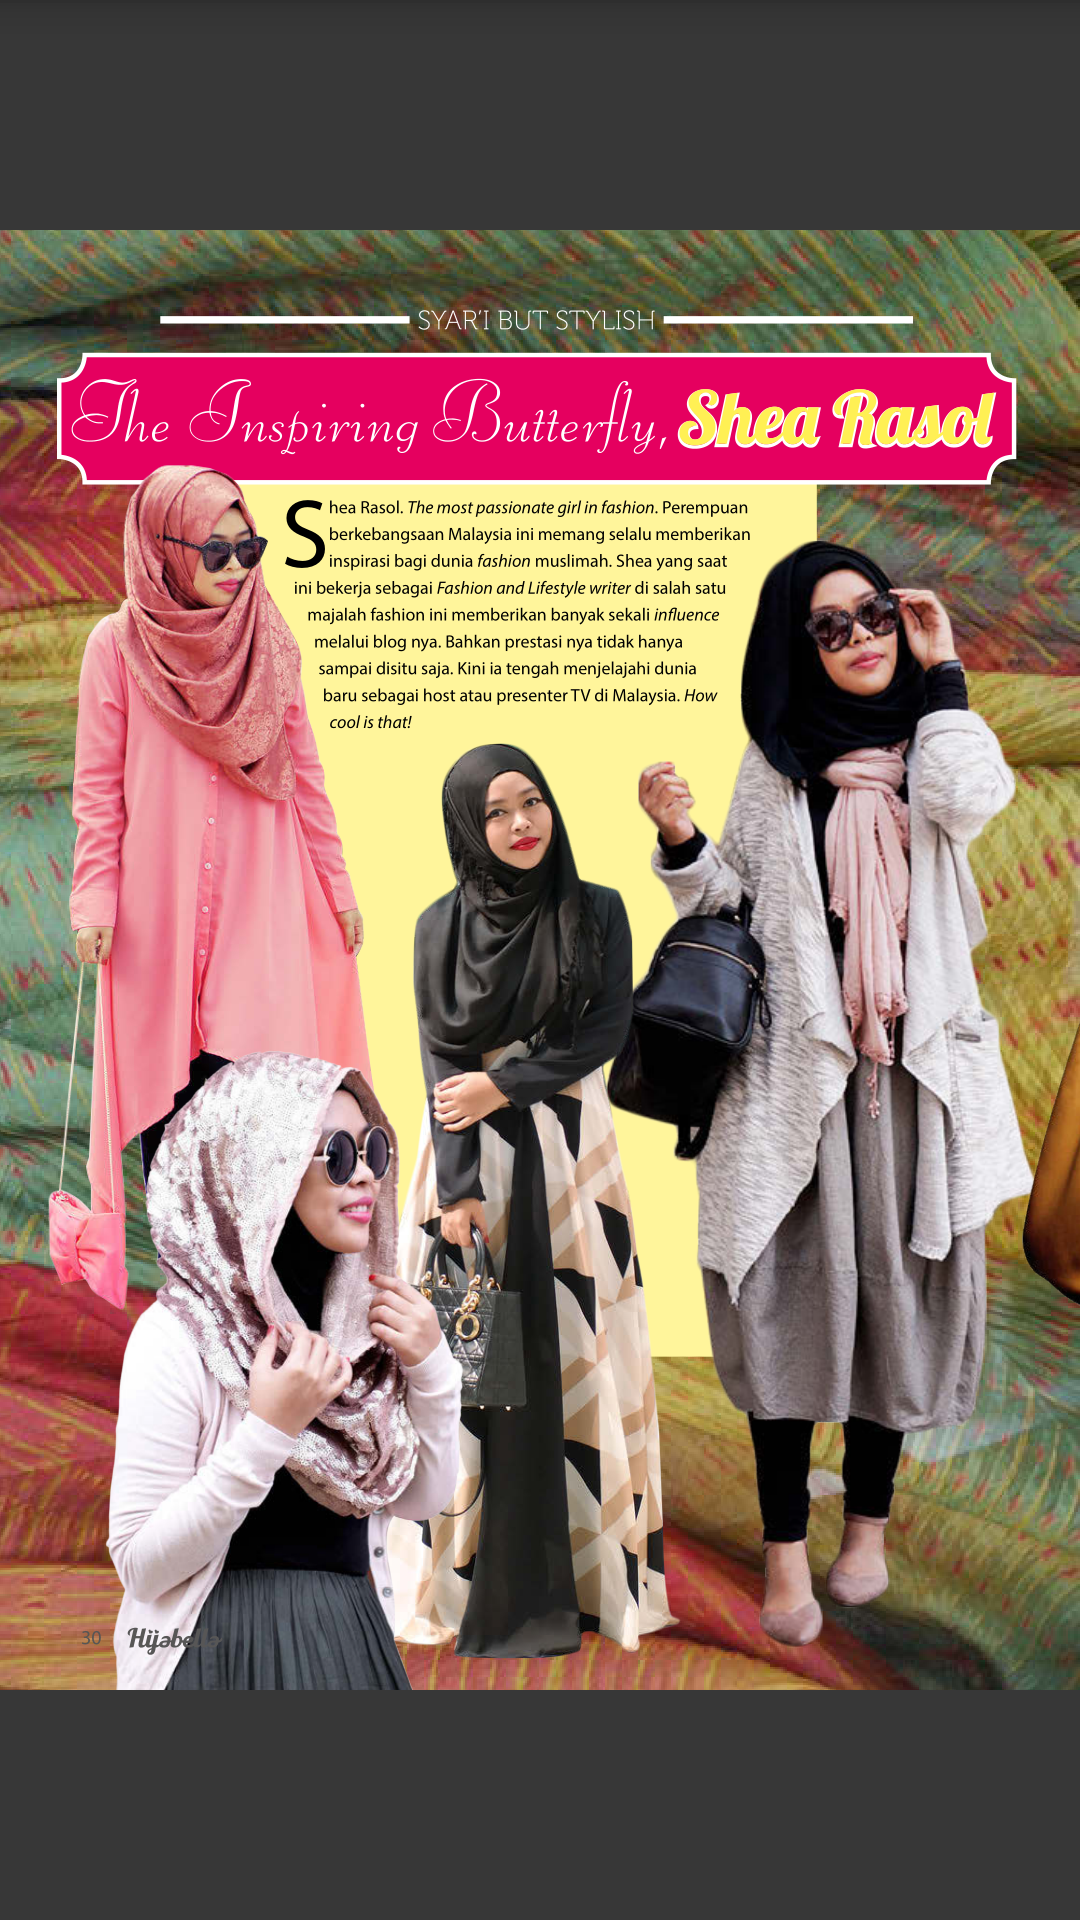 SYAR'I BUT STYLISH
The Inspiring Butterfly, Shea Rasol
Shea Rasol. The most passionate girl in fashion. Perempuan
berkebangsaan Malaysia ini memang selalu memberikan
inspirasi bagi dunia fashion muslimah. Shea yang saat
ini bekerja sebagai Fashion and Lifestyle writer di salah satu
majalah fashion ini memberikan banyak sekali influence
melalui blog nya. Bahkan prestasi nya tidak hanya
sampai disitu saja. Kini ia tengah menjelajahi dunia
baru sebagai host atau presenter TV di Malaysia. How
cool is that!
30